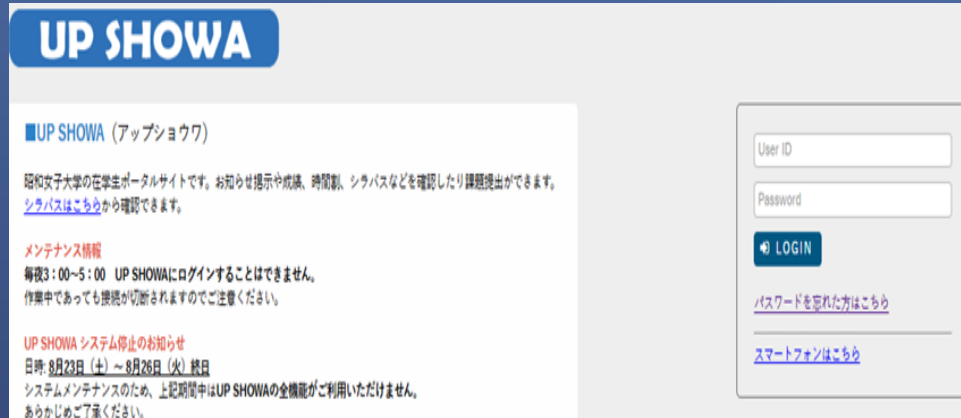 UP SHOWA
■UP SHOWA（アップショウワ）
昭和女子大学の在学生ポータルサイトです。お知らせ掲示や成績、時間割、シラバスなどを確認したり課題提出ができます。
シラバスはこちらから確認できます。
メンテナンス情報
毎夜3：00～5：00　UP SHOWAにログインすることはできません。
作業中であっても接続が切断されますのでご注意ください。
UP SHOWA システム停止のお知らせ
日時: 8月23日（土）～8月26日（火）終日
システムメンテナンスのため、上記期間中はUP SHOWAの全機能がご利用いただけません。
あらかじめご了承ください。
User ID
Password
LOGIN
パスワードを忘れた方はこちら
スマートフォンはこちら